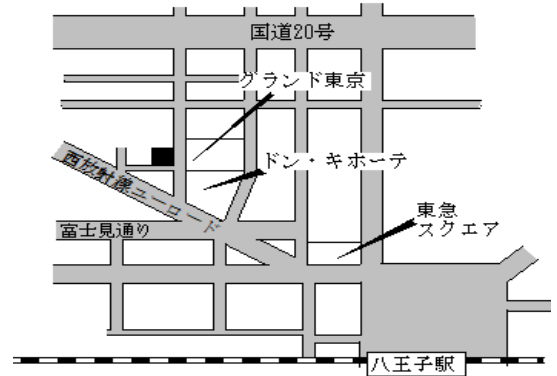 国道20号
グランド東京
ドン・キホーテ
西放射線ユーロード
富士見通り
東急
スクエア
八王子駅